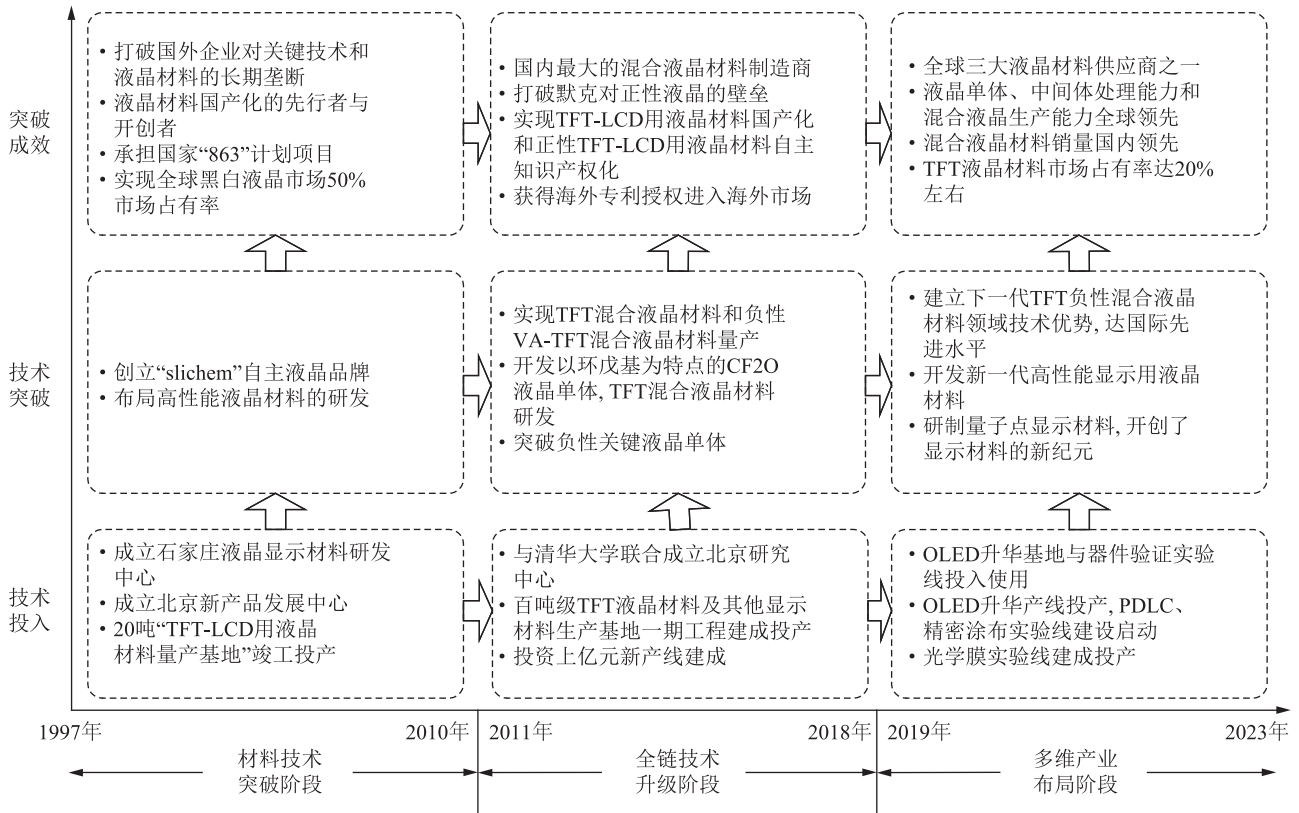 突破
成效
• 打破国外企业对关键技术和
液晶材料的长期垄断
• 液晶材料国产化的先行者与
开创者
• 承担国家“863”计划项目
• 实现全球黑白液晶市场50%
市场占有率
• 国内最大的混合液晶材料制造商
• 打破默克对正性液晶的壁垒
• 实现TFT-LCD用液晶材料国产化
和正性TFT-LCD用液晶材料自主
知识产权化
• 获得海外专利授权进入海外市场
• 全球三大液晶材料供应商之一
• 液晶单体、中间体处理能力和
混合液晶生产能力全球领先
• 混合液晶材料销量国内领先
• TFT液晶材料市场占有率达20%
左右
技术
突破
• 创立“slichem”自主液晶品牌
• 布局高性能液晶材料的研发
• 实现TFT混合液晶材料和负性
VA-TFT混合液晶材料量产
• 开发以环戊基为特点的CF2O
液晶单体, TFT混合液晶材料
研发
• 突破负性关键液晶单体
• 建立下一代TFT负性混合液晶
材料领域技术优势, 达国际先
进水平
• 开发新一代高性能显示用液晶
材料
• 研制量子点显示材料, 开创了
显示材料的新纪元
技术
投入
• 成立石家庄液晶显示材料研发
中心
• 成立北京新产品发展中心
• 20吨“TFT-LCD用液晶
材料量产基地”竣工投产
• 与清华大学联合成立北京研究
中心
• 百吨级TFT液晶材料及其他显示
材料生产基地一期工程建成投产
• 投资上亿元新产线建成
• OLED升华基地与器件验证实验
线投入使用
• OLED升华产线投产, PDLC、
精密涂布实验线建设启动
• 光学膜实验线建成投产
1997年 2010年 2011年 2018年 2019年 2023年
材料技术
突破阶段
全链技术
升级阶段
多维产业
布局阶段